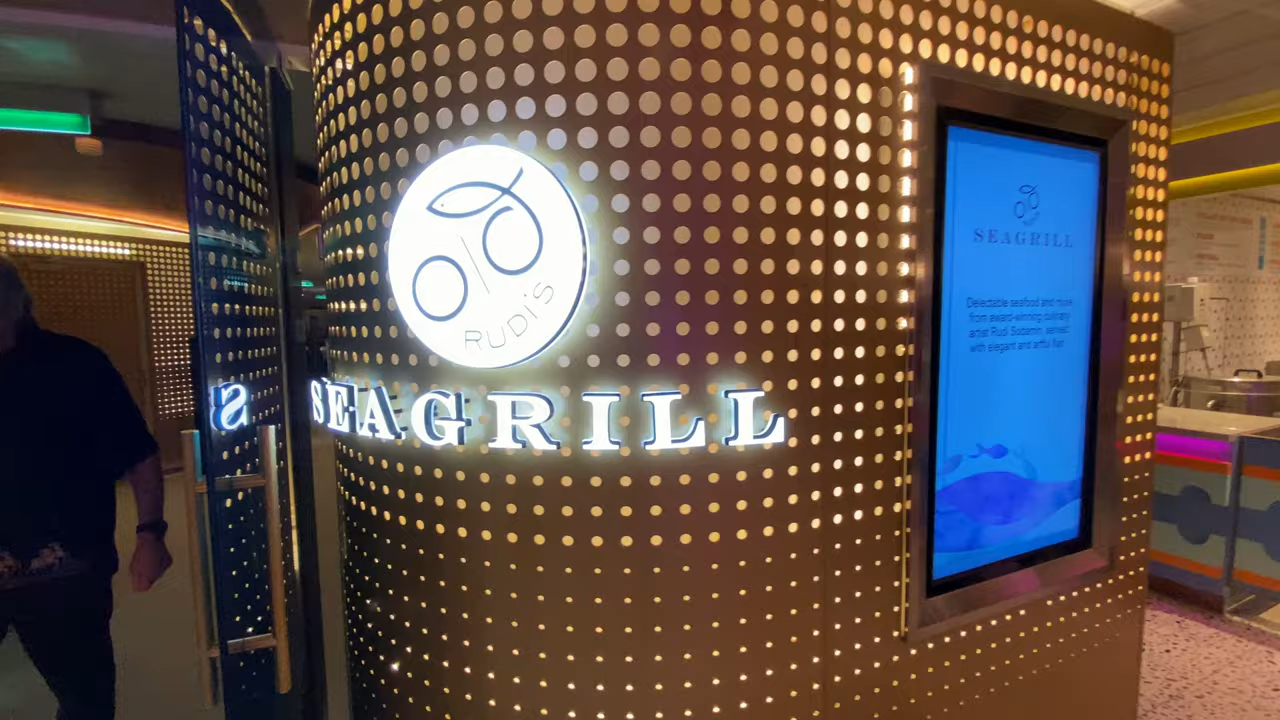 RUDi's
SEAGRILL
S
SEAGRILL
Delectable seafood and more
from award-winning culinary
artist Rudi Sodamin, served
with elegant and artful flair.